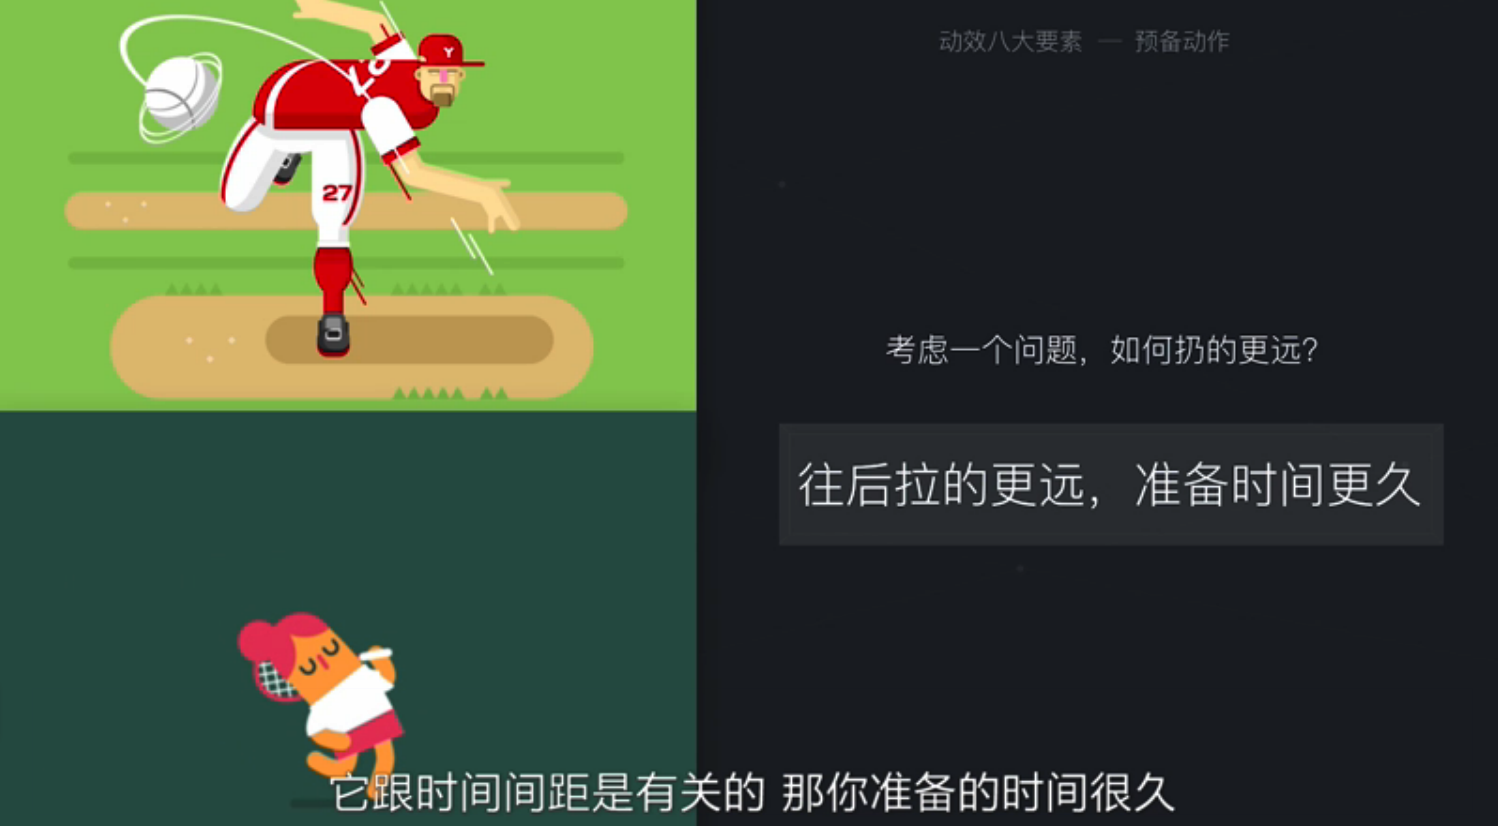 动效八大要素 — 预备动作
Y
Lo
27
考虑一个问题，如何扔的更远？
往后拉的更远，准备时间更久
它跟时间间距是有关的 那你准备的时间很久